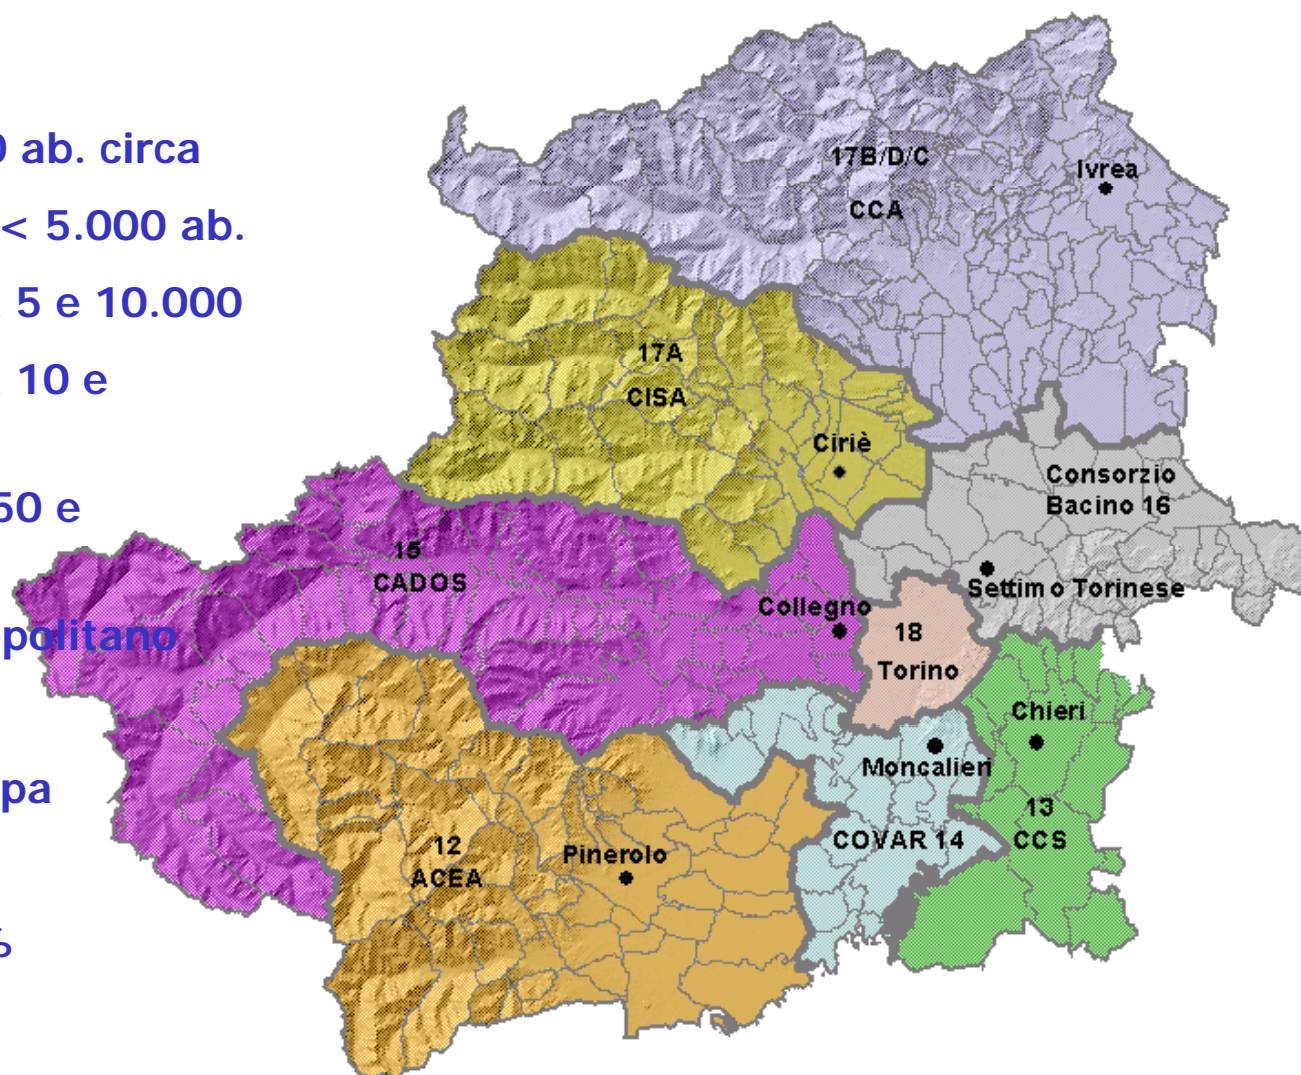 0 ab. circa
< 5.000 ab.
5 e 10.000
10 e
50 e
politano
pa
%
17B/D/C
CCA
Ivrea
17A
CISA
Ciriè
Consorzio
Bacino 16
15
CADOS
Settimo Torinese
Collegno
18
Torino
Chieri
Moncalieri
13
CCS
COVAR 14
12
ACEA
Pinerolo